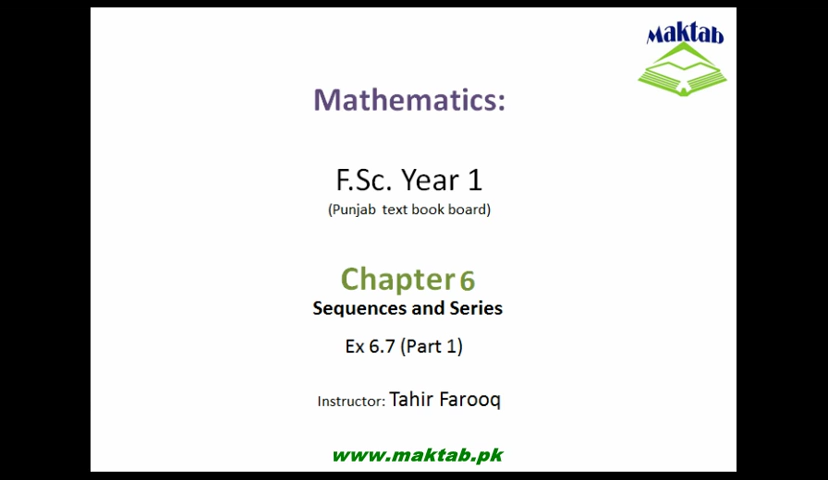 Maktab
Mathematics:
F.Sc. Year 1
(Punjab text book board)
Chapter 6
Sequences and Series
Ex 6.7 (Part 1)
Instructor: Tahir Farooq
www.maktab.pk